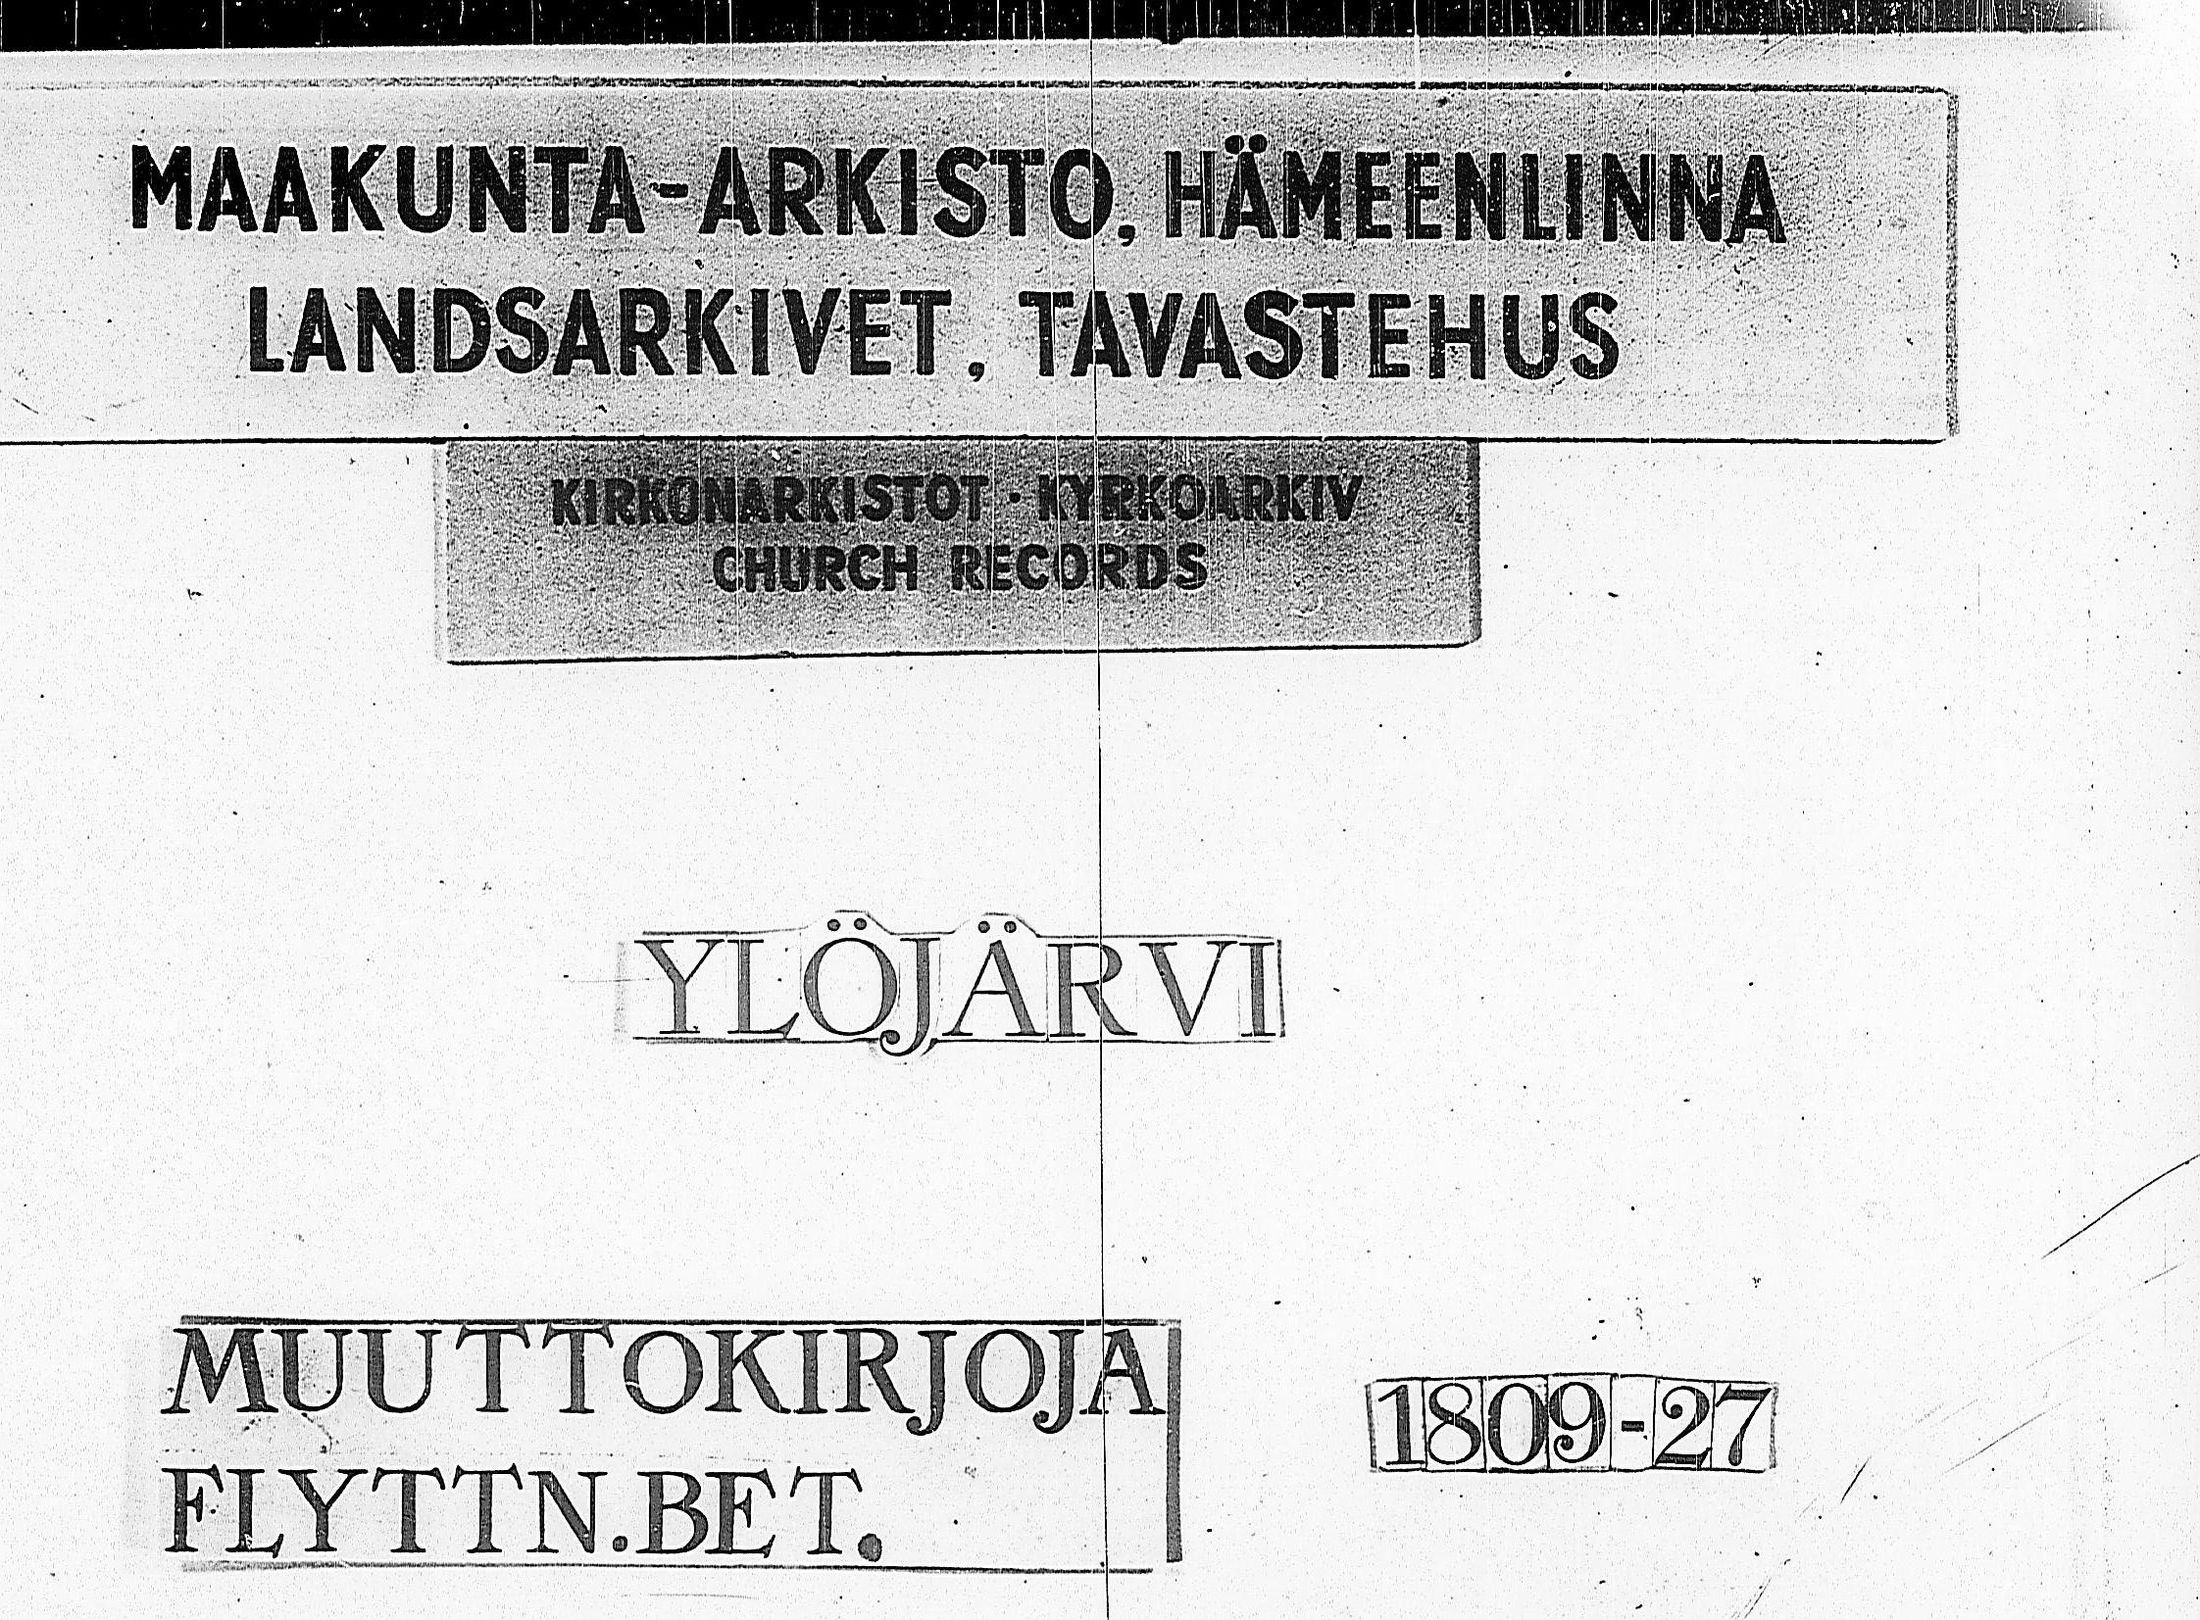 MAAKUNTA-ARKISTO, HÄMEENLINNA
LANDSARKIVET, TAVASTEHUS
KIRKONARKISTOT · KYRKOARKIV
CHURCH RECORDS
YLÖJÄRVI
MUUTTOKIRJOJA
FLYTTN.BET.
1809-27